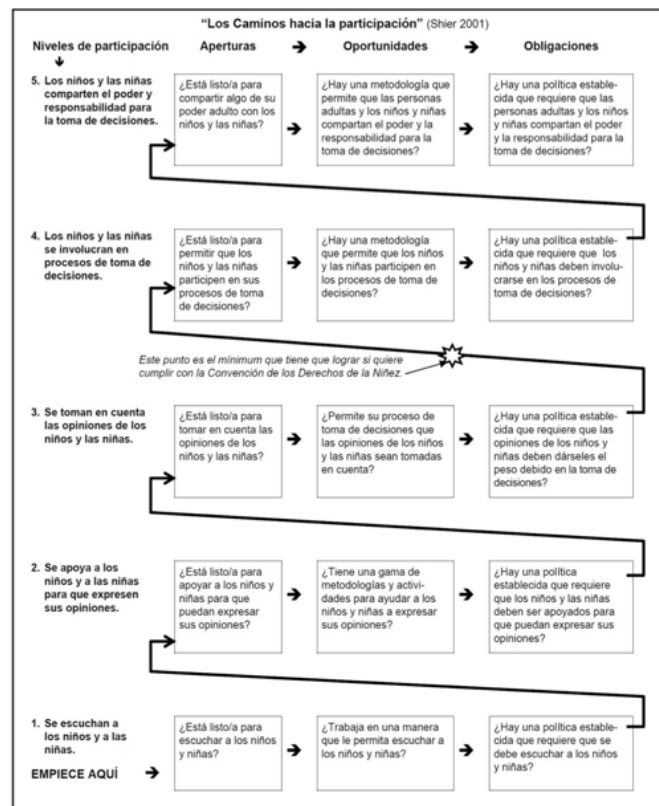 “Los Caminos hacia la participación” (Shier 2001)
Niveles de participación
Aperturas
Oportunidades
Obligaciones
5. Los niños y las niñas
comparten el poder y
responsabilidad para
la toma de decisiones.
¿Está listo/a para
compartir algo de su
poder adulto con los
niños y las niñas?
¿Hay una metodología que
permite que las personas
adultas y los niños y niñas
compartan el poder y la
responsabilidad para la
toma de decisiones?
¿Hay una política estable-
cida que requiere que las
personas adultas y los niños y
niñas compartan el poder
y la responsabilidad para la
toma de decisiones?
4. Los niños y las niñas
se involucran en
procesos de toma de
decisiones.
¿Está listo/a para
permitir que los
niños y las niñas
participen en sus
procesos de toma
de decisiones?
¿Hay una metodología
que permite que los niños
y las niñas participen en
los procesos de toma de
decisiones?
¿Hay una política estable-
cida que requiere que los
niños y niñas deben involu-
crarse en los procesos de
toma de decisiones?
Este punto es el mínimum que tiene que lograr si quiere
cumplir con la Convención de los Derechos de la Niñez.
3. Se toman en cuenta
las opiniones de los
niños y las niñas.
¿Está listo/a para
tomar en cuenta las
opiniones de los
niños y las niñas?
¿Permite su proceso de
toma de decisiones que
las opiniones de los niños
y las niñas sean tomadas
en cuenta?
¿Hay una política estable-
cida que requiere que las
opiniones de los niños y
niñas deben dárseles el
peso debido en la toma de
decisiones?
2. Se apoya a los
niños y a las niñas
para que expresen
sus opiniones.
¿Está listo/a para
apoyar a los niños y
niñas para que
puedan expresar
sus opiniones?
¿Tiene una gama de
metodologías y activi-
dades para ayudar a los
niños y niñas a expresar
sus opiniones?
¿Hay una política
establecida que requiere
que los niños y las niñas
deben ser apoyados para
que puedan expresar sus
opiniones?
1. Se escuchan a
los niños y a las
niñas.
EMPIECE AQUÍ
¿Está listo/a para
escuchar a los niños
y niñas?
¿Trabaja en una manera
que le permita escuchar a
los niños y niñas?
¿Hay una política estable-
cida que requiere que se
debe escuchar a los niños
y niñas?